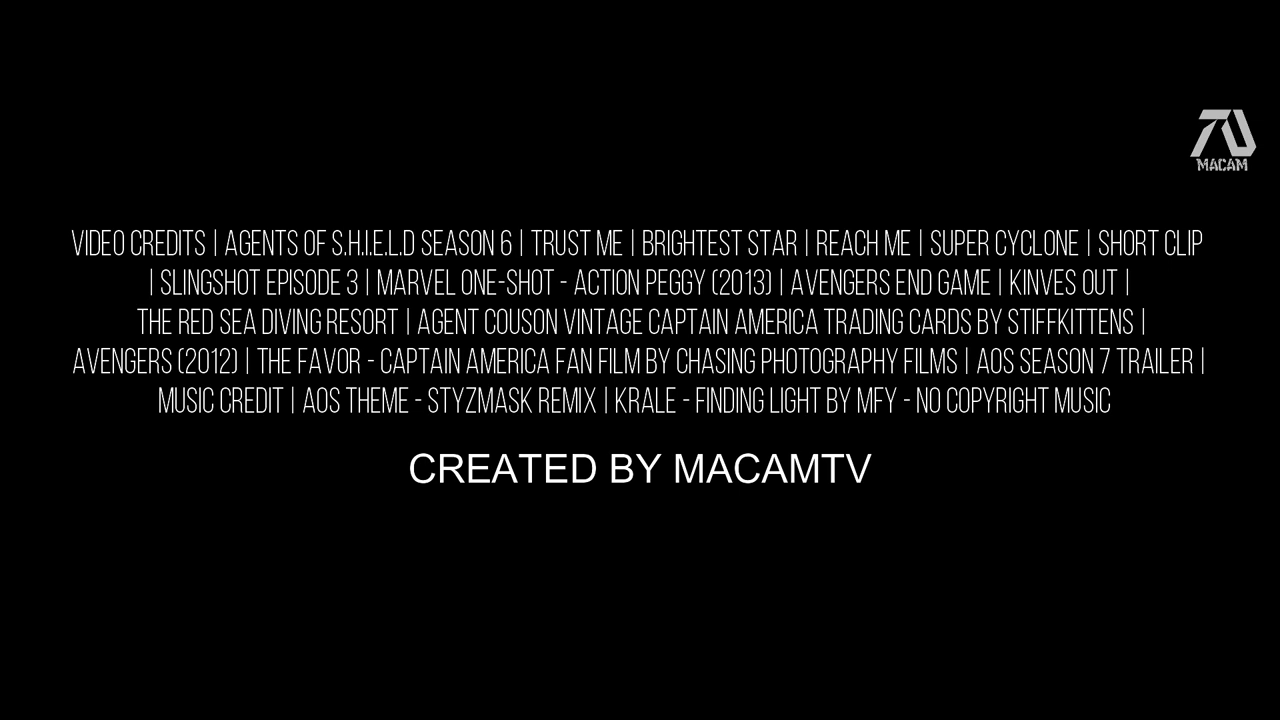 MACAM
VIDEO CREDITS | AGENTS OF S.H.I.E.L.D SEASON 6 | TRUST ME | BRIGHTEST STAR | REACH ME | SUPER CYCLONE | SHORT CLIP
| SLINGSHOT EPISODE 3 | MARVEL ONE-SHOT - ACTION PEGGY (2013) | AVENGERS END GAME | KINVES OUT |
THE RED SEA DIVING RESORT | AGENT COUSON VINTAGE CAPTAIN AMERICA TRADING CARDS BY STIFFKITTENS |
AVENGERS (2012) | THE FAVOR - CAPTAIN AMERICA FAN FILM BY CHASING PHOTOGRAPHY FILMS | AOS SEASON 7 TRAILER |
MUSIC CREDIT | AOS THEME - STYZMASK REMIX | KRALE - FINDING LIGHT BY MFY - NO COPYRIGHT MUSIC
CREATED BY MACAMTV